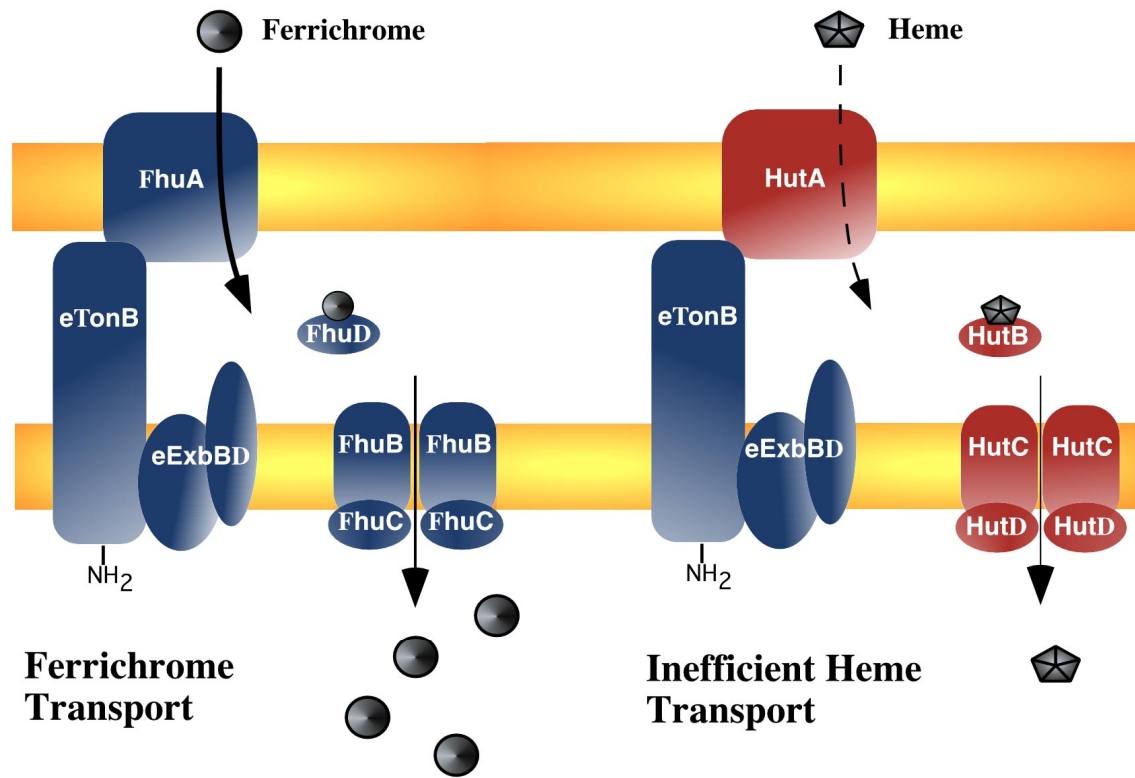 Ferrichrome
Heme
FhuA
HutA
eTonB
FhuD
eTonB
HutB
eExbBD
FhuB
FhuB
eExbBD
HutC
HutC
FhuC
FhuC
HutD
HutD
NH2
NH2
Ferrichrome
Transport
Inefficient Heme
Transport